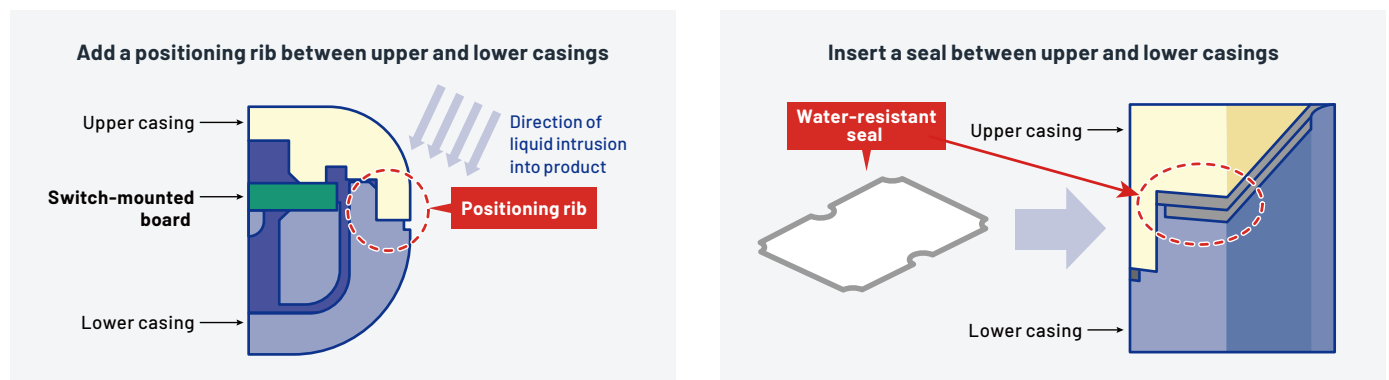 Add a positioning rib between upper and lower casings
Upper casing
Direction of
liquid intrusion
into product
Switch-mounted
board
Positioning rib
Lower casing
Insert a seal between upper and lower casings
Water-resistant
seal
Upper casing
Lower casing